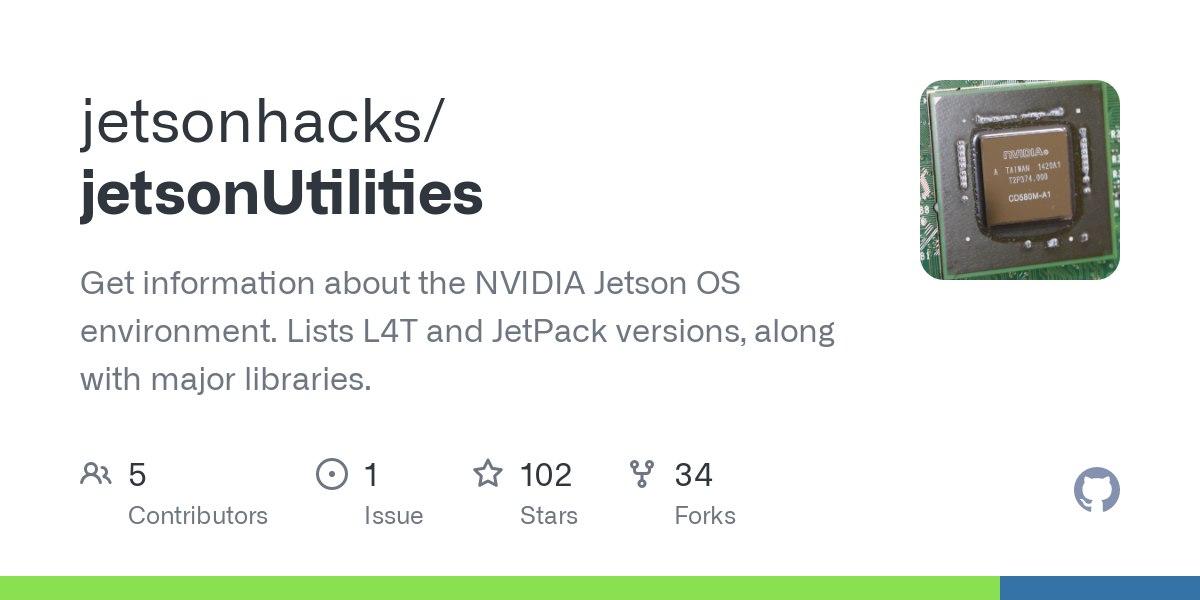 jetsonhacks/
jetsonUtilities
Get information about the NVIDIA Jetson OS
environment. Lists L4T and JetPack versions, along
with major libraries.
5
Contributors
1
Issue
102
Stars
34
Forks
NVIDIA
A TAIWAN 1420A1
T2P374.000
CD580M-A1